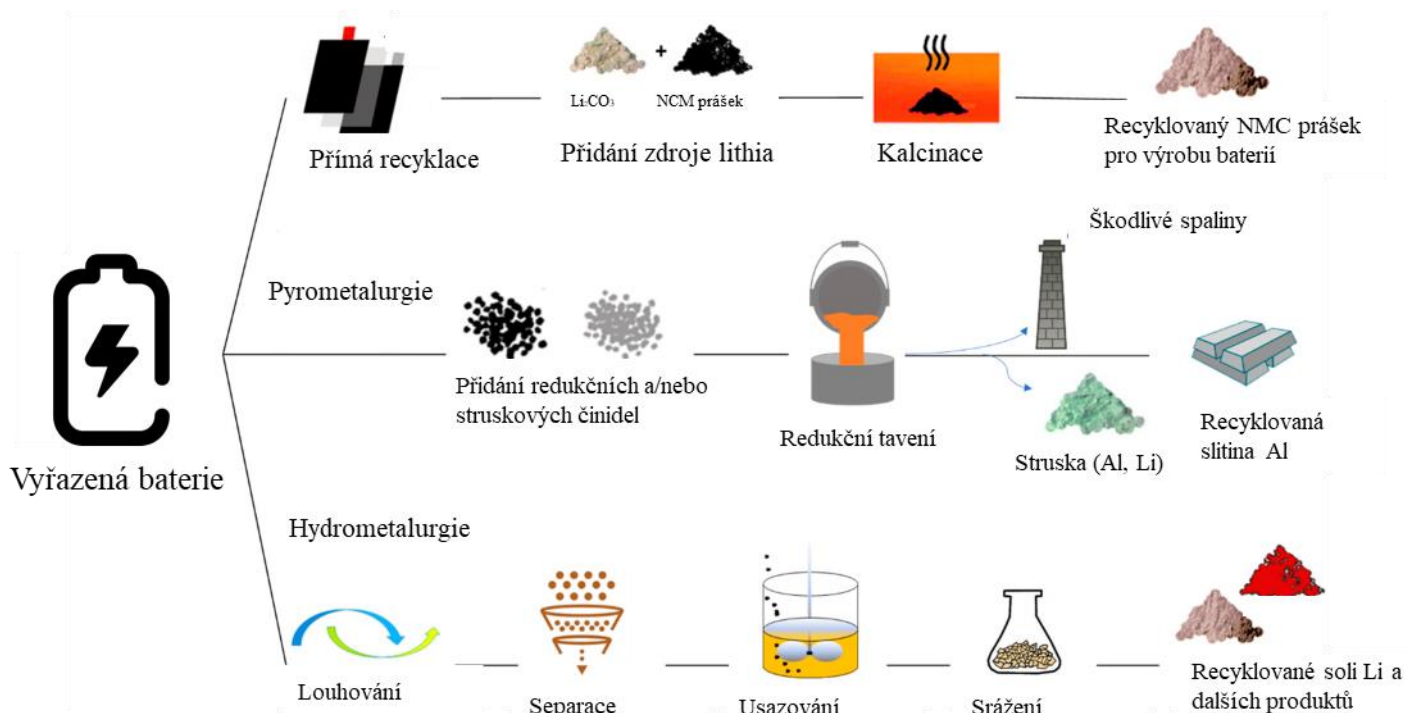 Li2CO3
NCM prášek
Přímá recyklace
Přidání zdroje lithia
Kalcinace
Recyklovaný NMC prášek
pro výrobu baterií
Škodlivé spaliny
Pyrometalurgie
Přidání redukčních a/nebo
struskových činidel
Redukční tavení
Struska (Al, Li)
Recyklovaná
slitina Al
Vyřazená baterie
Hydrometalurgie
Louhování
Separace
Usazování
Srážení
Recyklované soli Li a
dalších produktů